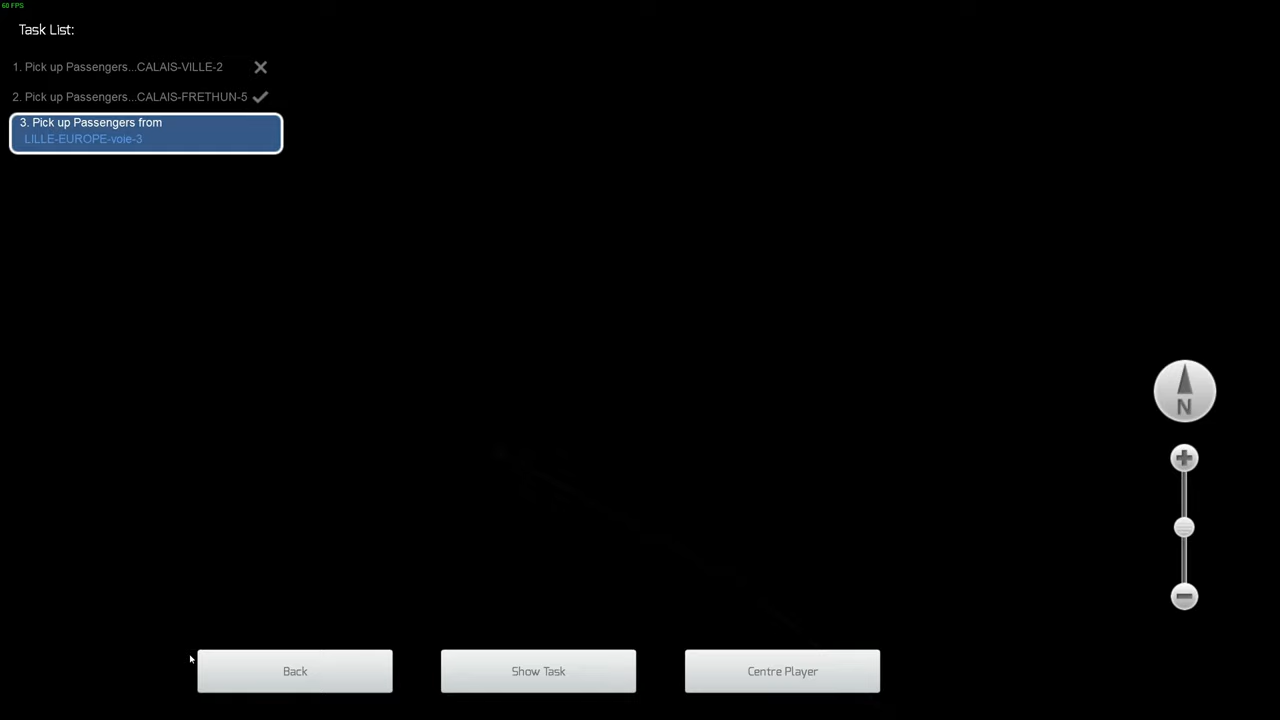 60 FPS
Task List:
1. Pick up Passengers...CALAIS-VILLE-2
2. Pick up Passengers...CALAIS-FRETHUN-5
3. Pick up Passengers from
LILLE-EUROPE-voie-3
N
Back
Show Task
Centre Player